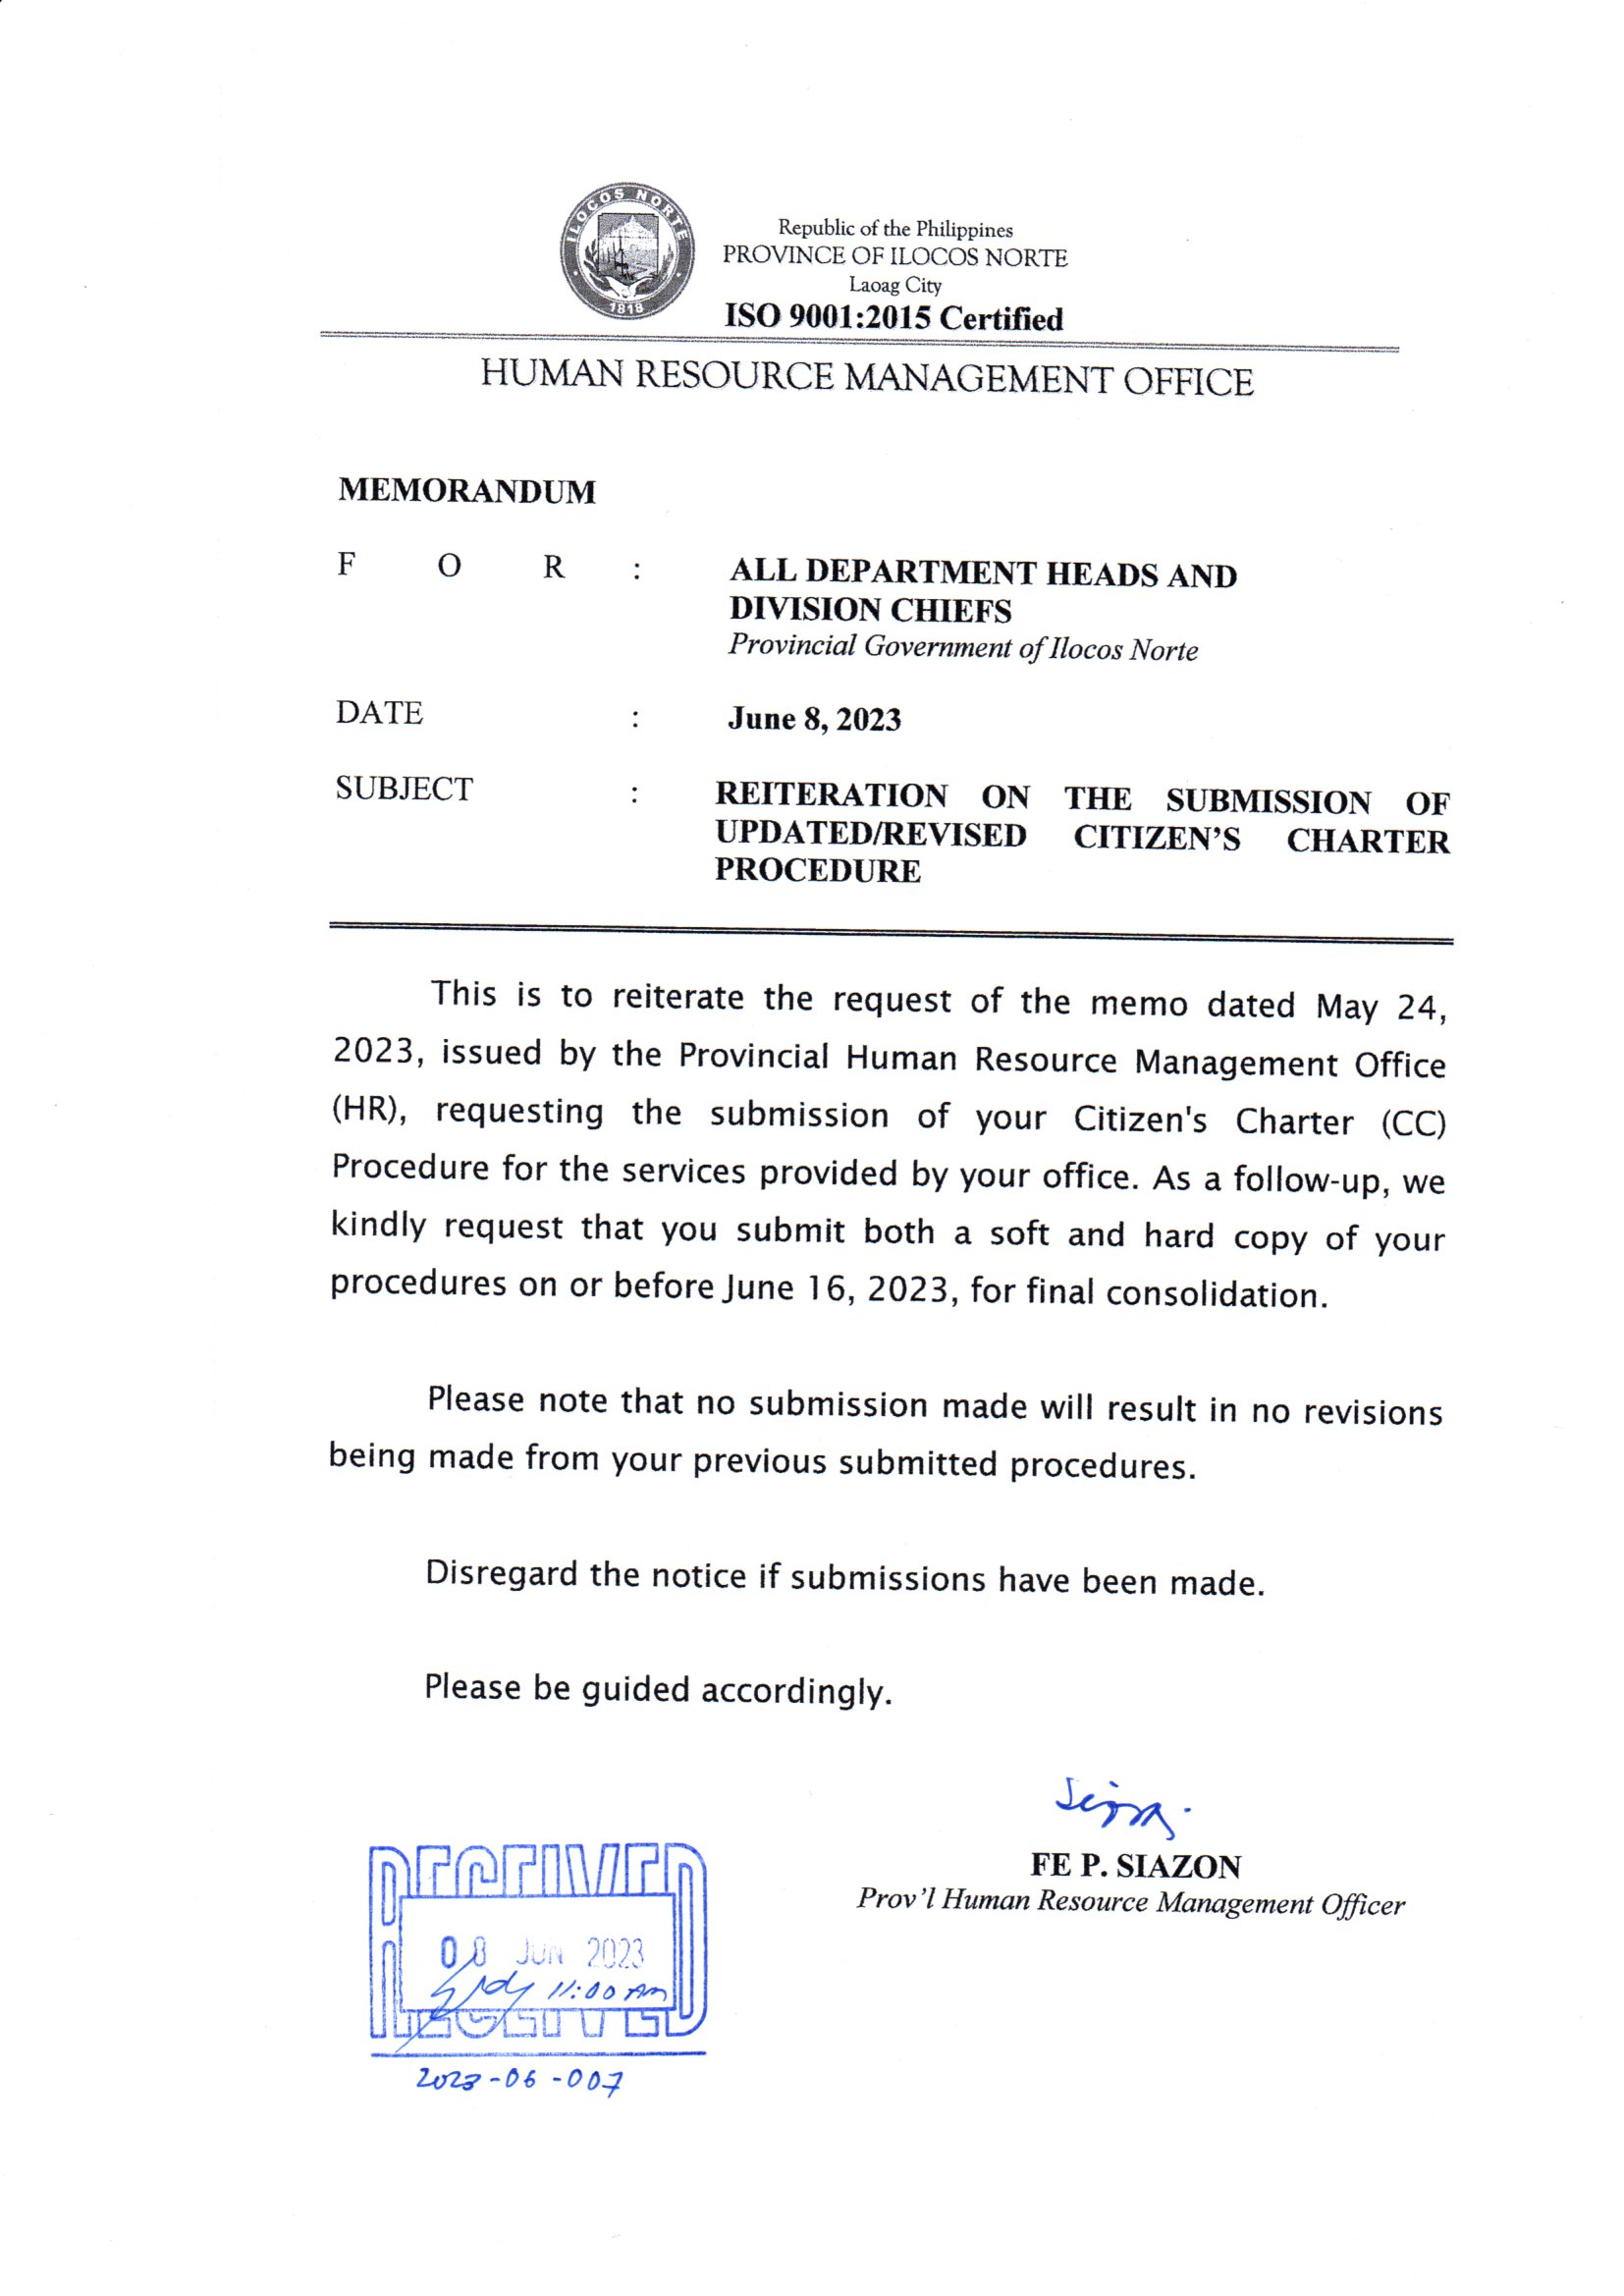 ILOCOS NORTE
1818
Republic of the Philippines
PROVINCE OF ILOCOS NORTE
Laoag City
ISO 9001:2015 Certified
HUMAN RESOURCE MANAGEMENT OFFICE
MEMORANDUM
F O R : ALL DEPARTMENT HEADS AND
DIVISION CHIEFS
Provincial Government of Ilocos Norte
DATE : June 8, 2023
SUBJECT : REITERATION ON THE SUBMISSION OF
UPDATED/REVISED CITIZEN’S CHARTER
PROCEDURE
This is to reiterate the request of the memo dated May 24,
2023, issued by the Provincial Human Resource Management Office
(HR), requesting the submission of your Citizen's Charter (CC)
Procedure for the services provided by your office. As a follow-up, we
kindly request that you submit both a soft and hard copy of your
procedures on or before June 16, 2023, for final consolidation.
Please note that no submission made will result in no revisions
being made from your previous submitted procedures.
Disregard the notice if submissions have been made.
Please be guided accordingly.
FE P. SIAZON
Prov’l Human Resource Management Officer
RECEIVED
08 JUN 2023
11:00 AM
RECEIVED
2023-06-007